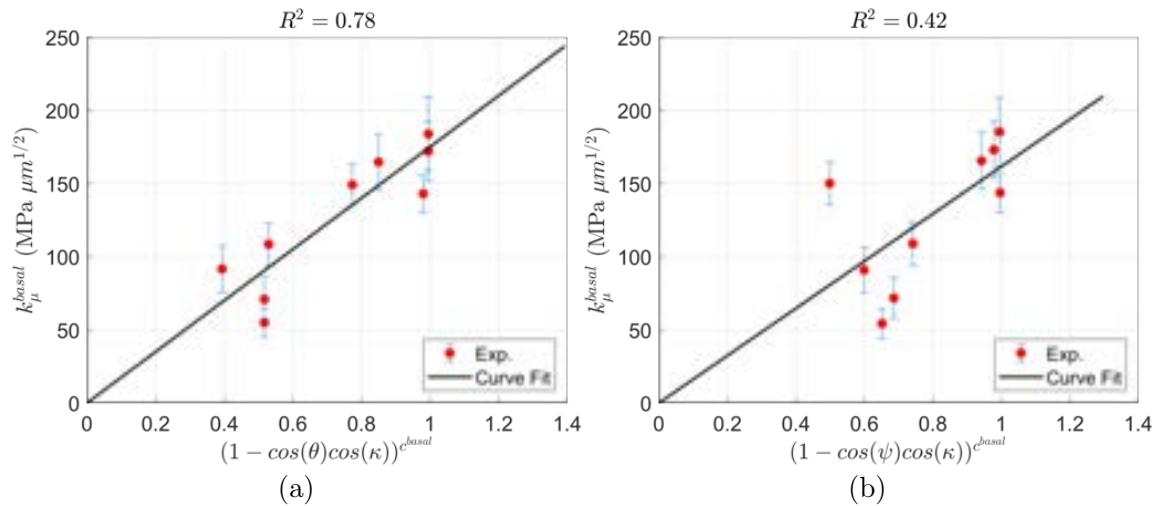 R² = 0.78
250
200
150
100
50
0
k_μ^{basal} (MPa μm^{1/2})
Exp.
Curve Fit
0 0.2 0.4 0.6 0.8 1 1.2 1.4
(1 − cos(θ)cos(κ))^{c^{basal}}
(a)
R² = 0.42
250
200
150
100
50
0
k_μ^{basal} (MPa μm^{1/2})
Exp.
Curve Fit
0 0.2 0.4 0.6 0.8 1 1.2 1.4
(1 − cos(ψ)cos(κ))^{c^{basal}}
(b)